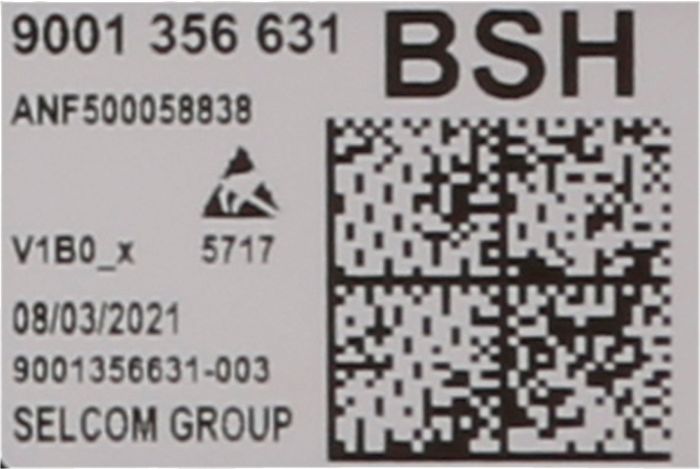 9001 356 631 BSH
ANF500058838
V1B0_x 5717
08/03/2021
9001356631-003
SELCOM GROUP